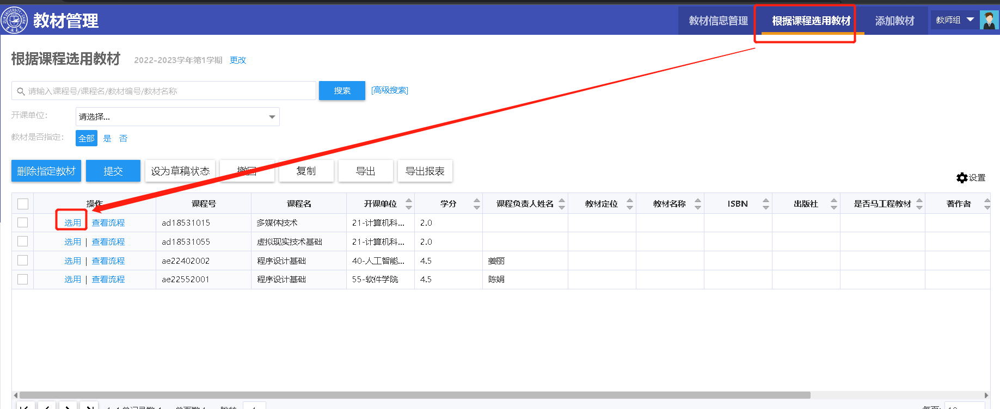 教材管理
教材信息管理 根据课程选用教材 添加教材 教师组
根据课程选用教材 2022-2023学年第1学期 更改
请输入课程号/课程名/教材编号/教材名称 搜索 [高级搜索]
开课单位: 请选择...
教材是否指定: 全部 是 否
删除指定教材 提交 设为草稿状态 撤回 复制 导出 导出报表
设置
操作 课程号 课程名 开课单位 学分 课程负责人姓名 教材定位 教材名称 ISBN 出版社 是否马工程教材 著作者
选用 查看流程 ad18531015 多媒体技术 21-计算机科... 2.0
选用 | 查看流程 ad18531055 虚拟现实技术基础 21-计算机科... 2.0
选用 | 查看流程 ae22402002 程序设计基础 40-人工智能... 4.5 姜丽
选用 | 查看流程 ae22552001 程序设计基础 55-软件学院 4.5 陈娟